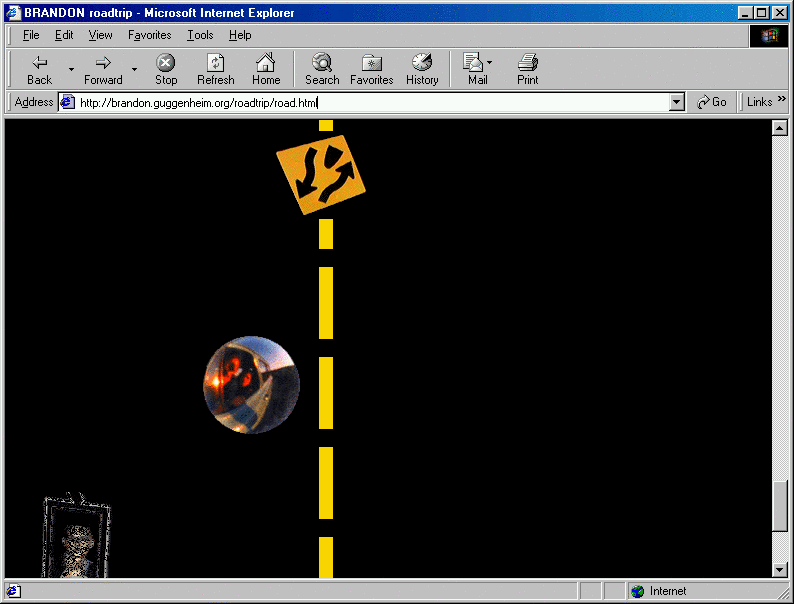 BRANDON roadtrip - Microsoft Internet Explorer
File Edit View Favorites Tools Help
Back Forward Stop Refresh Home Search Favorites History Mail Print
Address http://brandon.guggenheim.org/roadtrip/road.html Go Links »
Internet